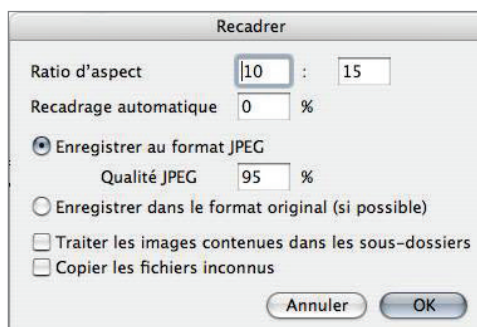 Recadrer
Ratio d'aspect 10 : 15
Recadrage automatique 0 %
Enregistrer au format JPEG
Qualité JPEG 95 %
Enregistrer dans le format original (si possible)
Traiter les images contenues dans les sous-dossiers
Copier les fichiers inconnus
Annuler OK